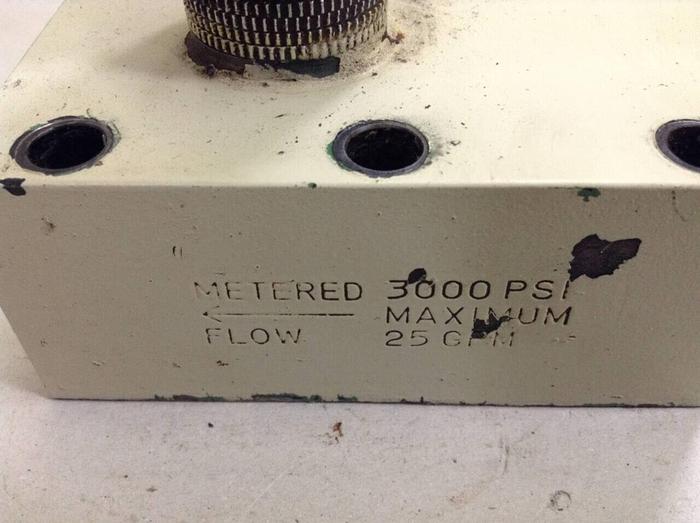 METERED 3000 PSI
MAXIMUM
FLOW 25 GPM